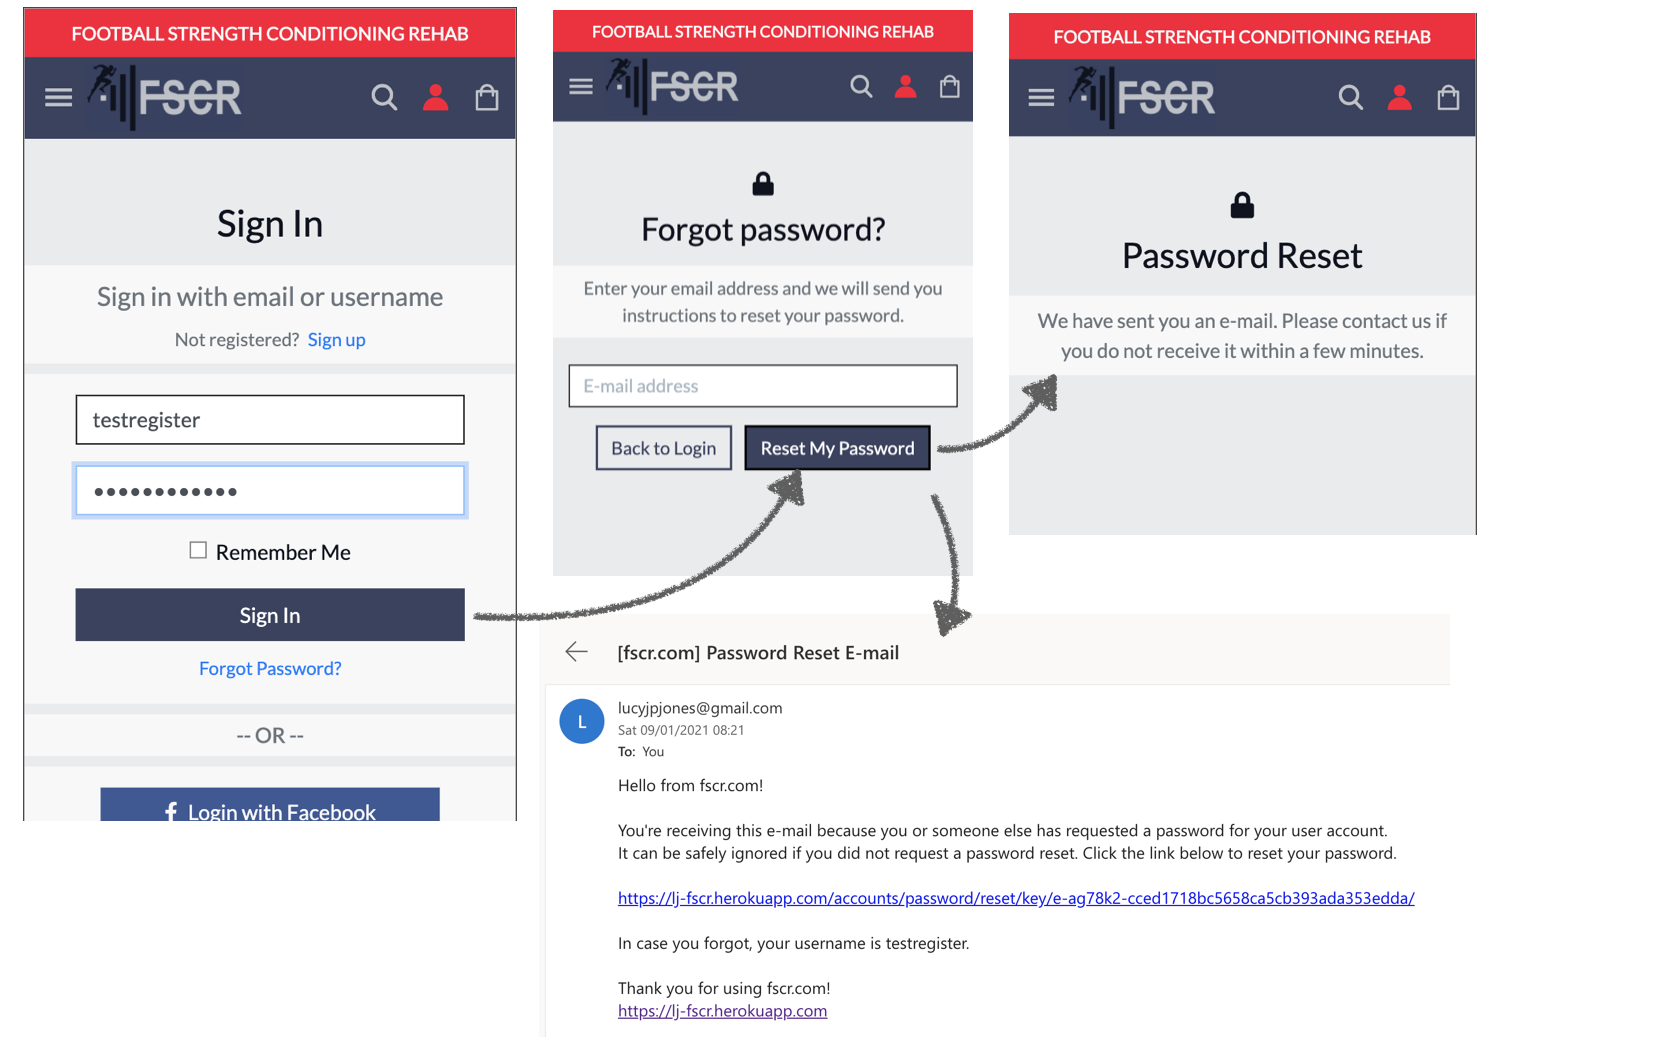 FOOTBALL STRENGTH CONDITIONING REHAB
FSCR
Sign In
Sign in with email or username
Not registered? Sign up
testregister
Remember Me
Sign In
Forgot Password?
-- OR --
Login with Facebook
FOOTBALL STRENGTH CONDITIONING REHAB
FSCR
Forgot password?
Enter your email address and we will send you
instructions to reset your password.
E-mail address
Back to Login Reset My Password
FOOTBALL STRENGTH CONDITIONING REHAB
FSCR
Password Reset
We have sent you an e-mail. Please contact us if
you do not receive it within a few minutes.
[fscr.com] Password Reset E-mail
L
lucyjpjones@gmail.com
Sat 09/01/2021 08:21
To: You
Hello from fscr.com!
You're receiving this e-mail because you or someone else has requested a password for your user account.
It can be safely ignored if you did not request a password reset. Click the link below to reset your password.
https://lj-fscr.herokuapp.com/accounts/password/reset/key/e-ag78k2-cced1718bc5658ca5cb393ada353edda/
In case you forgot, your username is testregister.
Thank you for using fscr.com!
https://lj-fscr.herokuapp.com